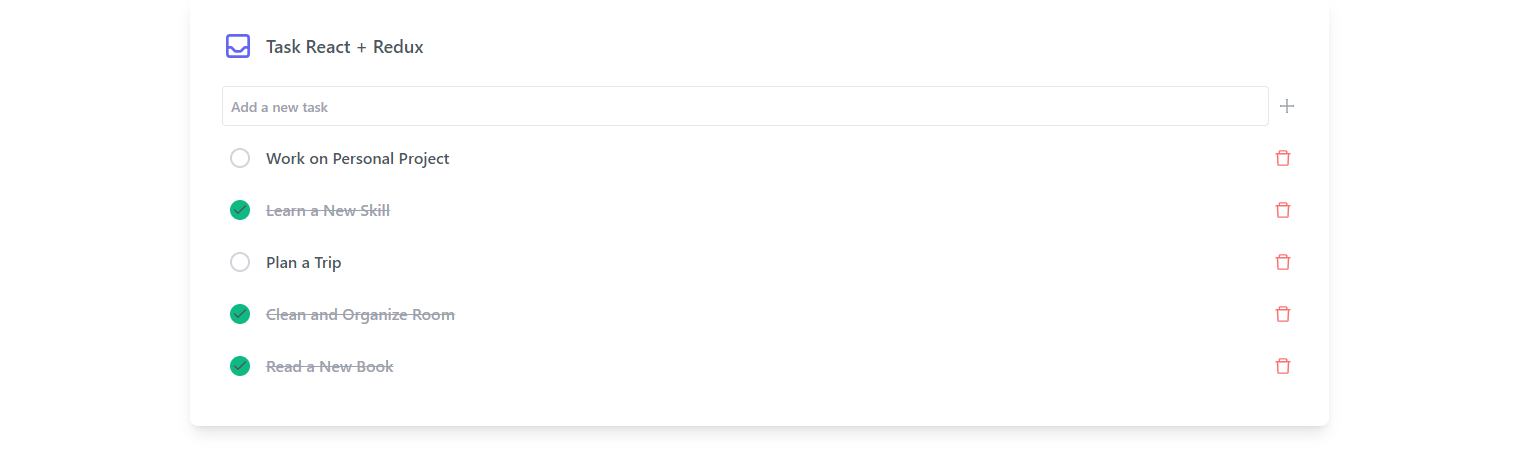 Task React + Redux
Add a new task
Work on Personal Project
Learn a New Skill
Plan a Trip
Clean and Organize Room
Read a New Book